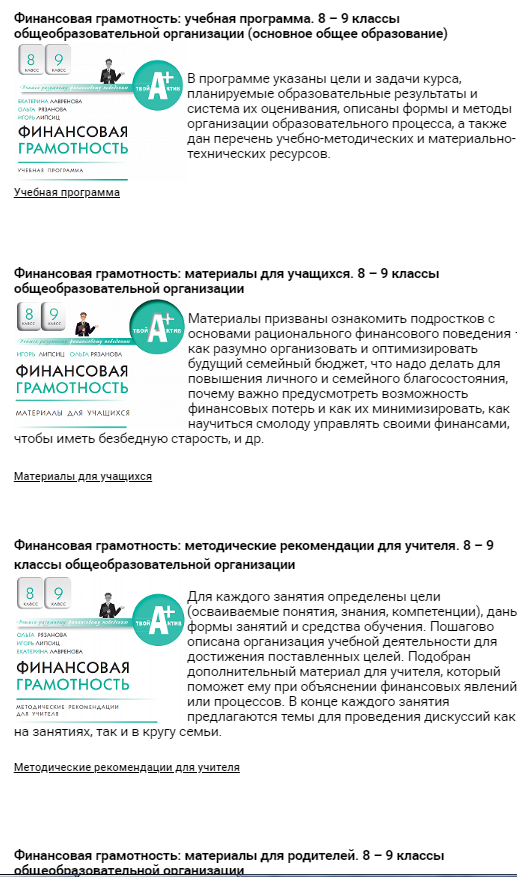 Финансовая грамотность: учебная программа. 8 – 9 классы
общеобразовательной организации (основное общее образование)
8 КЛАСС 9 КЛАСС
ТВОЙ А+ АКТИВ
ЕКАТЕРИНА ЛАВРЕНОВА
ОЛЬГА РЯЗАНОВА
ИГОРЬ ЛИПСИЦ
ФИНАНСОВАЯ
ГРАМОТНОСТЬ
УЧЕБНАЯ ПРОГРАММА
В программе указаны цели и задачи курса,
планируемые образовательные результаты и
система их оценивания, описаны формы и методы
организации образовательного процесса, а также
дан перечень учебно-методических и материально-
технических ресурсов.
Учебная программа
Финансовая грамотность: материалы для учащихся. 8 – 9 классы
общеобразовательной организации
8 КЛАСС 9 КЛАСС
ТВОЙ А+ АКТИВ
ИГОРЬ ЛИПСИЦ ОЛЬГА РЯЗАНОВА
ФИНАНСОВАЯ
ГРАМОТНОСТЬ
МАТЕРИАЛЫ ДЛЯ УЧАЩИХСЯ
Материалы призваны ознакомить подростков с
основами рационального финансового поведения -
как разумно организовать и оптимизировать
будущий семейный бюджет, что надо делать для
повышения личного и семейного благосостояния,
почему важно предусмотреть возможность
финансовых потерь и как их минимизировать, как
научиться смолоду управлять своими финансами,
чтобы иметь безбедную старость, и др.
Материалы для учащихся
Финансовая грамотность: методические рекомендации для учителя. 8 – 9
классы общеобразовательной организации
8 КЛАСС 9 КЛАСС
ТВОЙ А+ АКТИВ
ОЛЬГА РЯЗАНОВА
ИГОРЬ ЛИПСИЦ
ЕКАТЕРИНА ЛАВРЕНОВА
ФИНАНСОВАЯ
ГРАМОТНОСТЬ
МЕТОДИЧЕСКИЕ РЕКОМЕНДАЦИИ
ДЛЯ УЧИТЕЛЯ
Для каждого занятия определены цели
(осваиваемые понятия, знания, компетенции), даны
формы занятий и средства обучения. Пошагово
описана организация учебной деятельности для
достижения поставленных целей. Подобран
дополнительный материал для учителя, который
поможет ему при объяснении финансовых явлений
или процессов. В конце каждого занятия
предлагаются темы для проведения дискуссий как
на занятиях, так и в кругу семьи.
Методические рекомендации для учителя
Финансовая грамотность: материалы для родителей. 8 – 9 классы
общеобразовательной организации